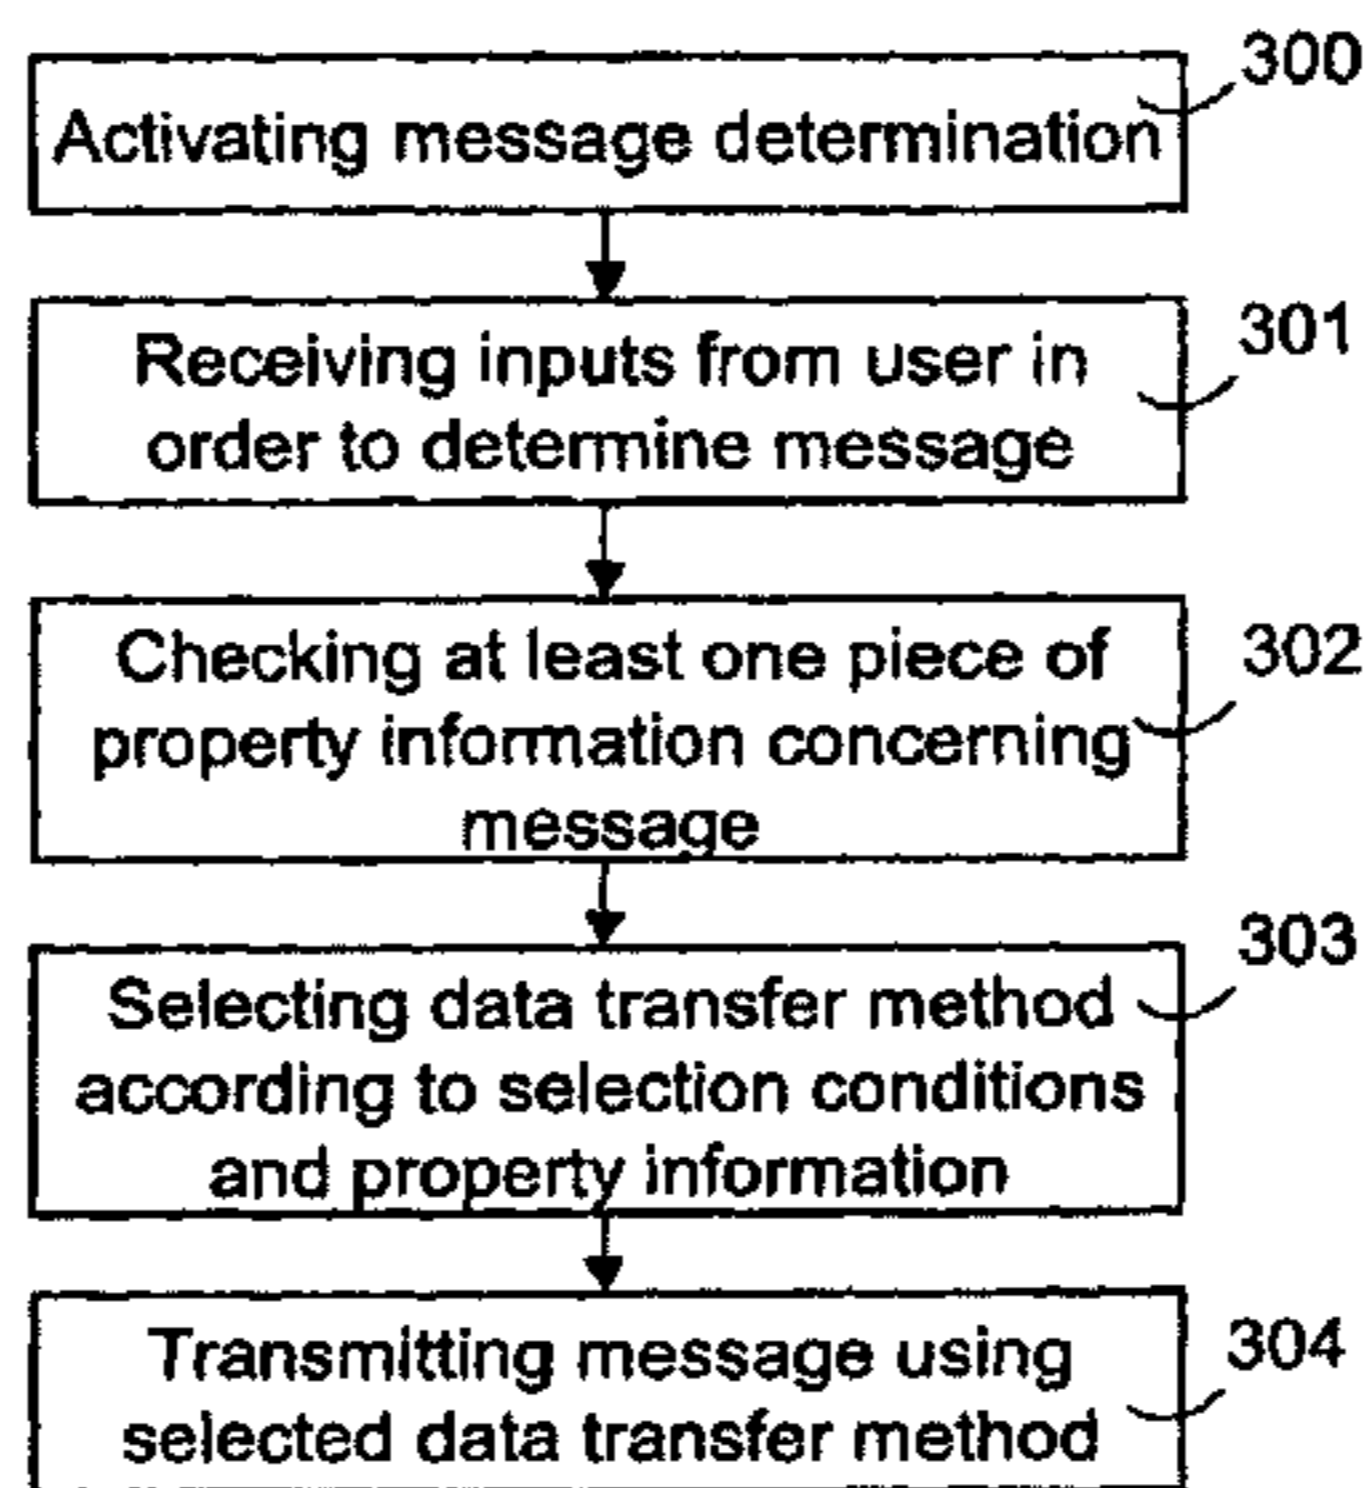 300
Activating message determination
301
Receiving inputs from user in
order to determine message
302
Checking at least one piece of
property information concerning
message
303
Selecting data transfer method
according to selection conditions
and property information
304
Transmitting message using
selected data transfer method